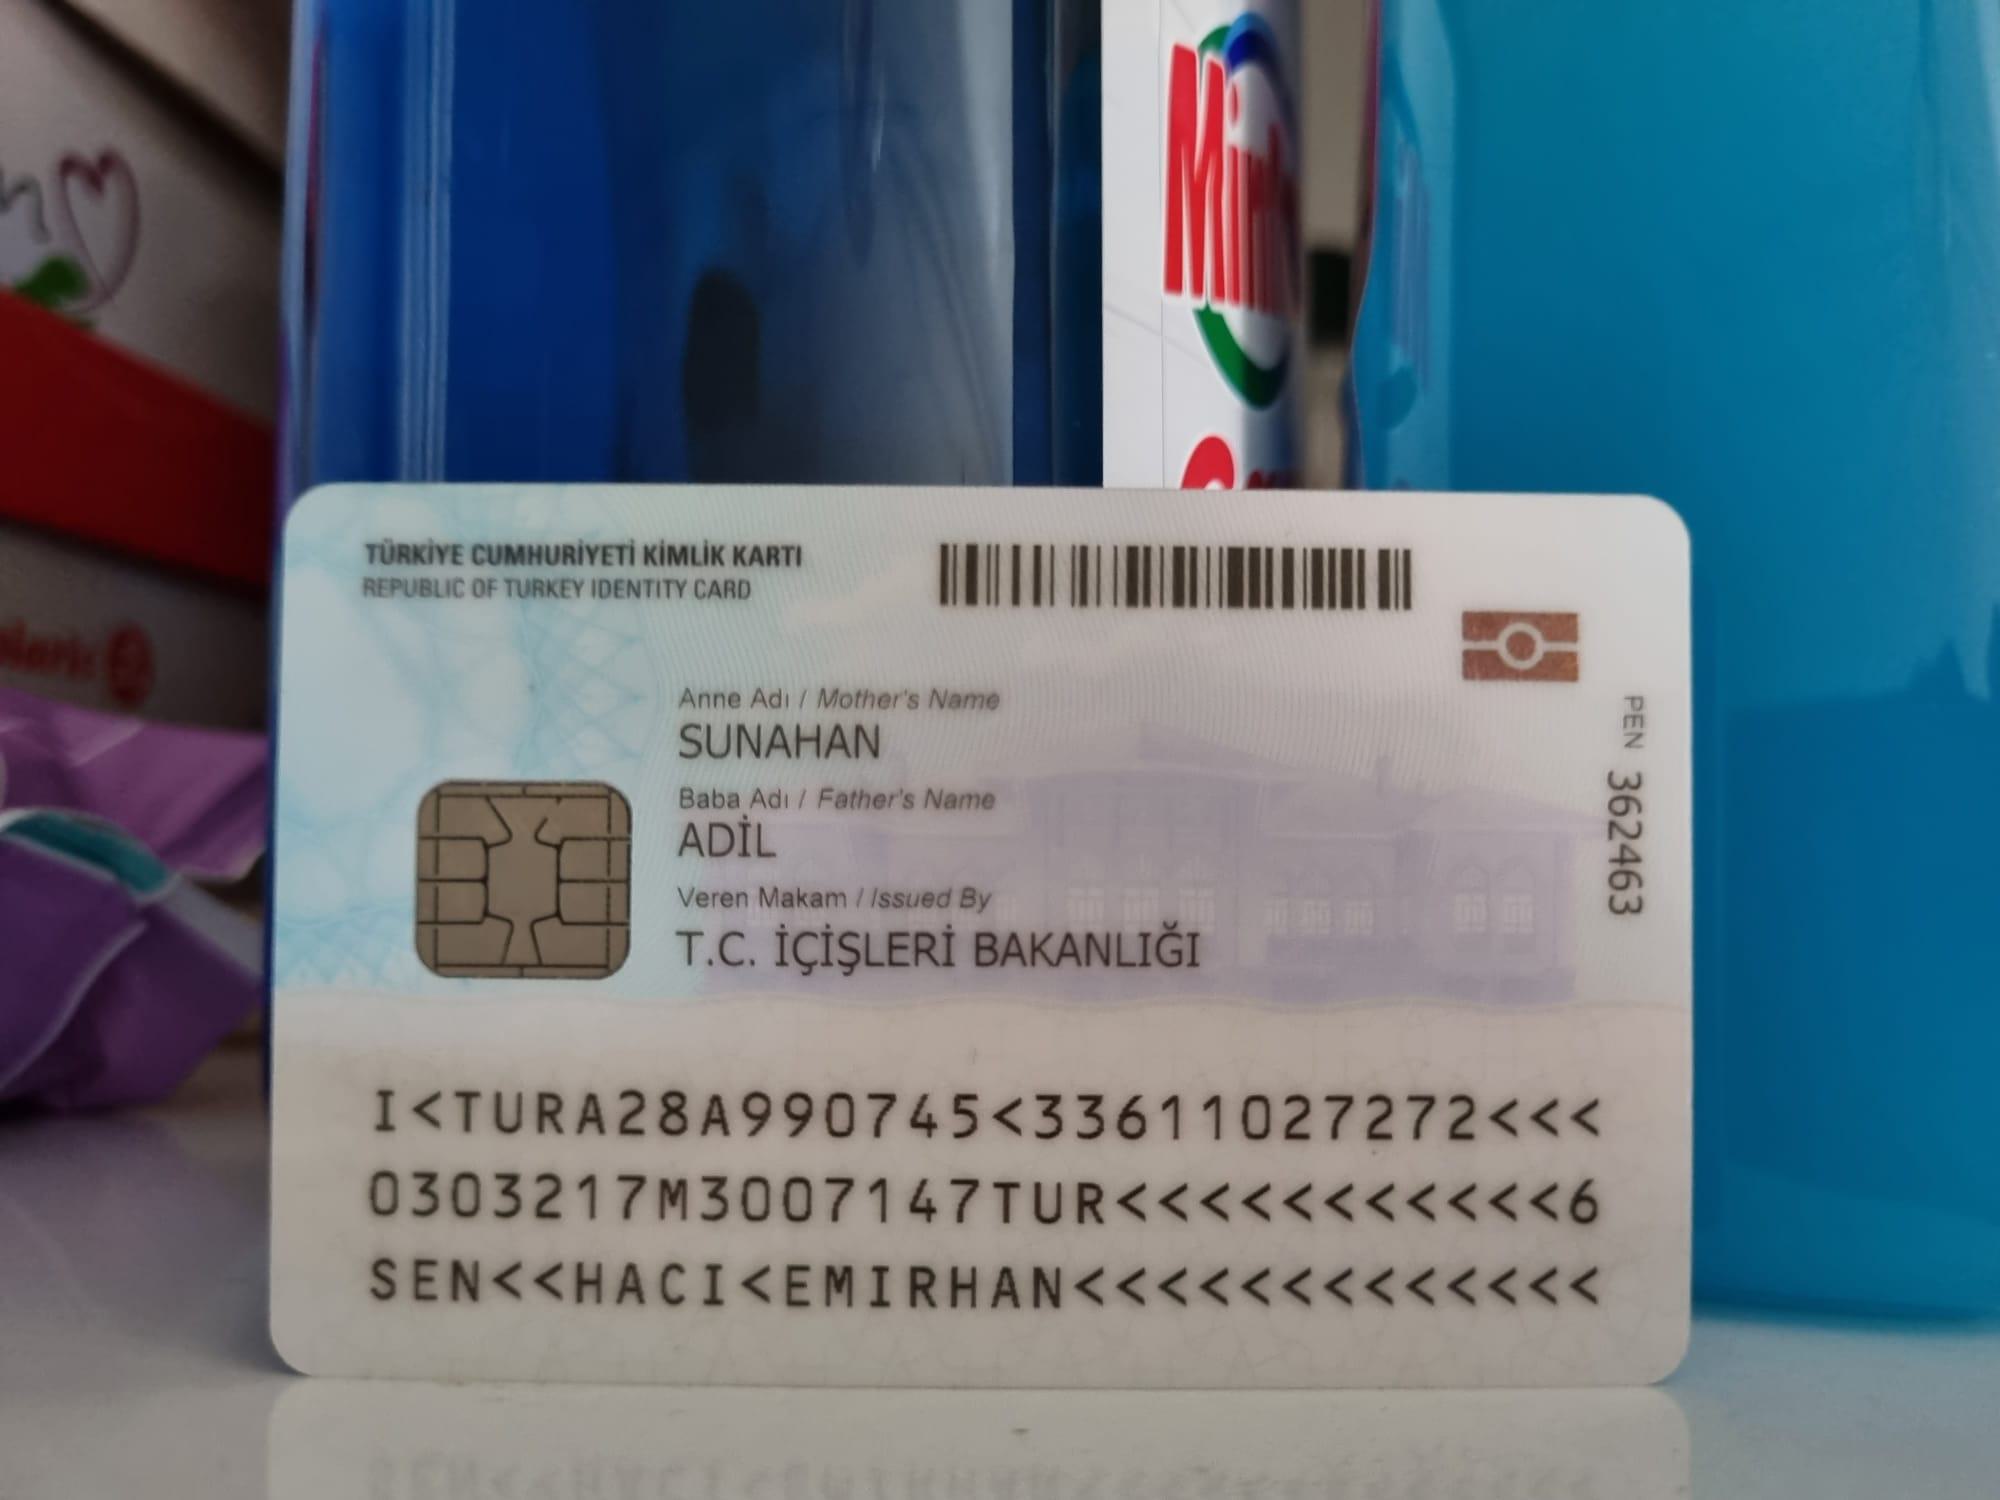 TÜRKİYE CUMHURİYETİ KİMLİK KARTI
REPUBLIC OF TURKEY IDENTITY CARD
Anne Adı / Mother's Name
SUNAHAN
Baba Adı / Father's Name
ADİL
Veren Makam / Issued By
T.C. İÇİŞLERİ BAKANLIĞI
PEN 3624463
I<TURA28A990745<33611027272<<<
0303217M3007147TUR<<<<<<<<<<<6
SEN<<HACI<EMIRHAN<<<<<<<<<<<<<